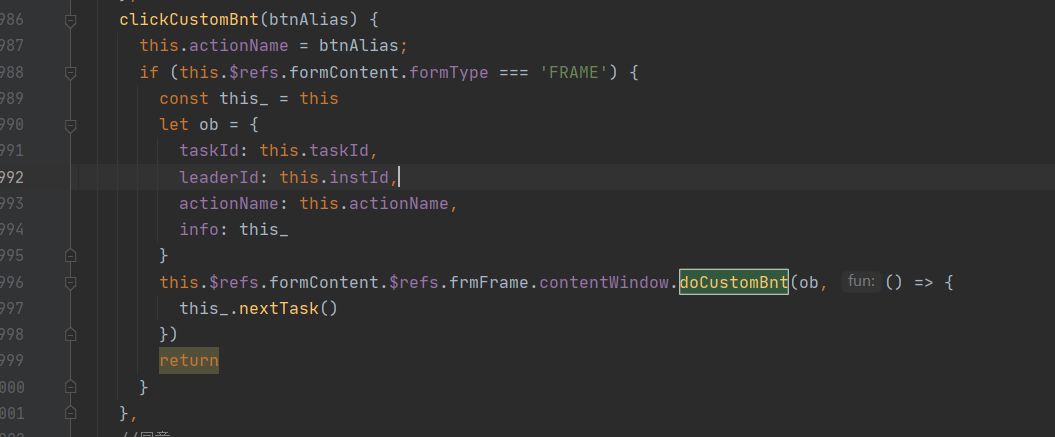 986 clickCustomBnt(btnAlias) {
987 this.actionName = btnAlias;
988 if (this.$refs.formContent.formType === 'FRAME') {
989 const this_ = this
990 let ob = {
991 taskId: this.taskId,
992 leaderId: this.instId,
993 actionName: this.actionName,
994 info: this_
995 }
996 this.$refs.formContent.$refs.frmFrame.contentWindow.doCustomBnt(ob, fun: () => {
997 this_.nextTask()
998 })
999 return
000 }
001 },